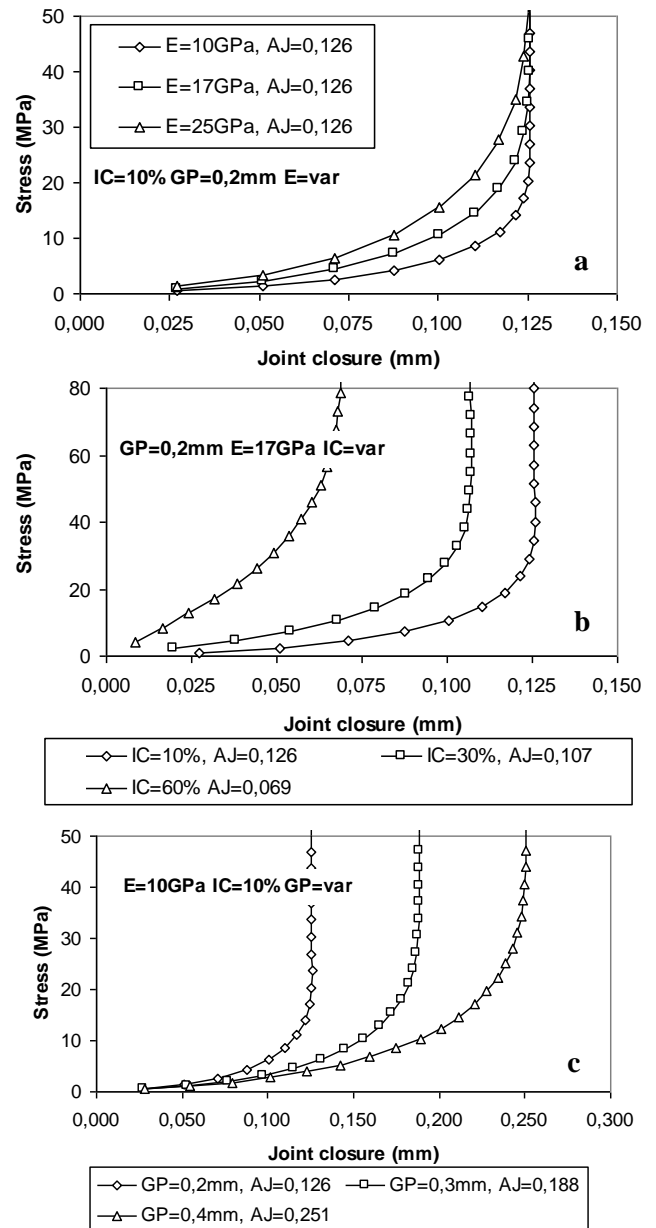 50
40
30
20
10
0
Stress (MPa)
E=10GPa, AJ=0,126
E=17GPa, AJ=0,126
E=25GPa, AJ=0,126
IC=10% GP=0,2mm E=var
a
0,000 0,025 0,050 0,075 0,100 0,125 0,150
Joint closure (mm)
80
60
40
20
0
Stress (MPa)
GP=0,2mm E=17GPa IC=var
b
0,000 0,025 0,050 0,075 0,100 0,125 0,150
Joint closure (mm)
IC=10%, AJ=0,126 IC=30%, AJ=0,107
IC=60% AJ=0,069
50
40
30
20
10
0
Stress (MPa)
E=10GPa IC=10% GP=var
c
0,000 0,050 0,100 0,150 0,200 0,250 0,300
Joint closure (mm)
GP=0,2mm, AJ=0,126 GP=0,3mm, AJ=0,188
GP=0,4mm, AJ=0,251